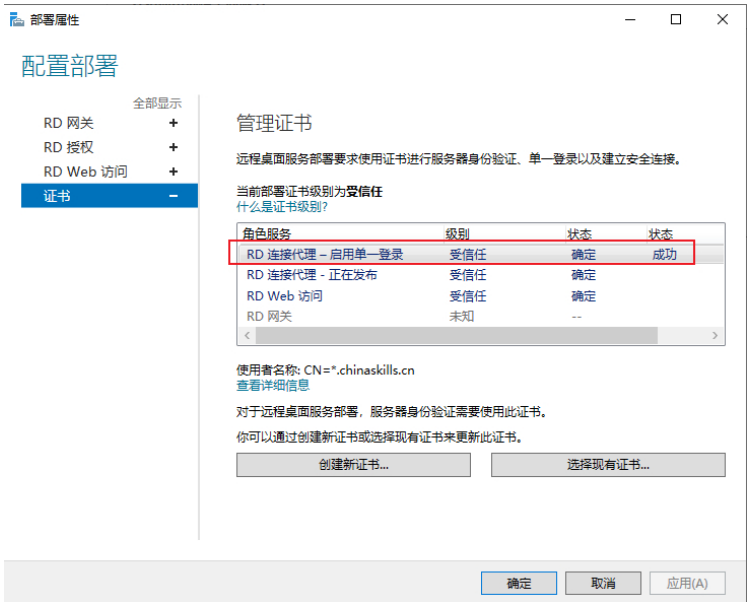 部署属性
配置部署
全部显示
RD 网关 +
RD 授权 +
RD Web 访问 +
证书 −
管理证书
远程桌面服务部署要求使用证书进行服务器身份验证、单一登录以及建立安全连接。
当前部署证书级别为受信任
什么是证书级别?
角色服务 级别 状态 状态
RD 连接代理 – 启用单一登录 受信任 确定 成功
RD 连接代理 - 正在发布 受信任 确定
RD Web 访问 受信任 确定
RD 网关 未知 --
使用者名称: CN=*.chinaskills.cn
查看详细信息
对于远程桌面服务部署，服务器身份验证需要使用此证书。
你可以通过创建新证书或选择现有证书来更新此证书。
创建新证书... 选择现有证书...
确定 取消 应用(A)